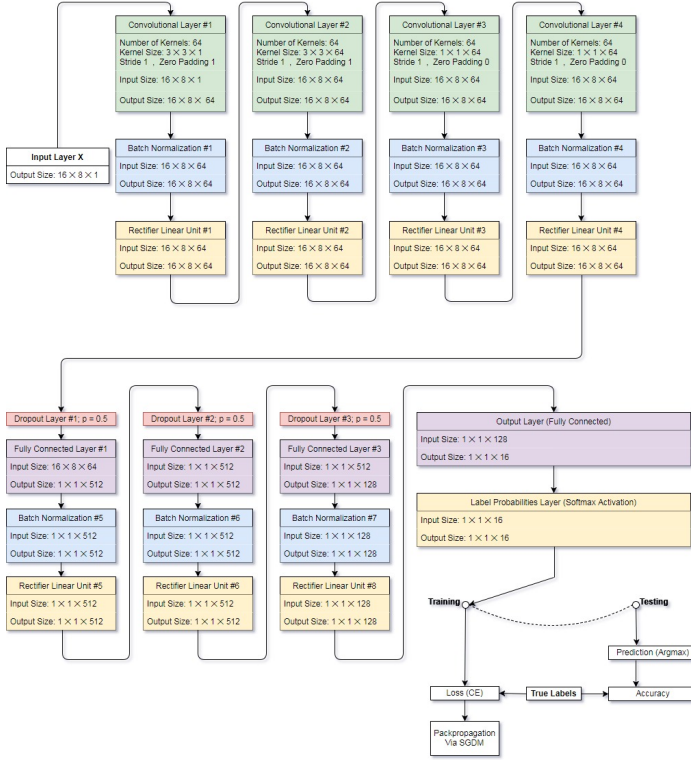 Convolutional Layer #1
Number of Kernels: 64
Kernel Size: 3 × 3 × 1
Stride 1 , Zero Padding 1
Input Size: 16 × 8 × 1
Output Size: 16 × 8 × 64
Convolutional Layer #2
Number of Kernels: 64
Kernel Size: 3 × 3 × 64
Stride 1 , Zero Padding 1
Input Size: 16 × 8 × 64
Output Size: 16 × 8 × 64
Convolutional Layer #3
Number of Kernels: 64
Kernel Size: 1 × 1 × 64
Stride 1 , Zero Padding 0
Input Size: 16 × 8 × 64
Output Size: 16 × 8 × 64
Convolutional Layer #4
Number of Kernels: 64
Kernel Size: 1 × 1 × 64
Stride 1 , Zero Padding 0
Input Size: 16 × 8 × 64
Output Size: 16 × 8 × 64
Input Layer X
Output Size: 16 × 8 × 1
Batch Normalization #1
Input Size: 16 × 8 × 64
Output Size: 16 × 8 × 64
Batch Normalization #2
Input Size: 16 × 8 × 64
Output Size: 16 × 8 × 64
Batch Normalization #3
Input Size: 16 × 8 × 64
Output Size: 16 × 8 × 64
Batch Normalization #4
Input Size: 16 × 8 × 64
Output Size: 16 × 8 × 64
Rectifier Linear Unit #1
Input Size: 16 × 8 × 64
Output Size: 16 × 8 × 64
Rectifier Linear Unit #2
Input Size: 16 × 8 × 64
Output Size: 16 × 8 × 64
Rectifier Linear Unit #3
Input Size: 16 × 8 × 64
Output Size: 16 × 8 × 64
Rectifier Linear Unit #4
Input Size: 16 × 8 × 64
Output Size: 16 × 8 × 64
Dropout Layer #1; p = 0.5
Dropout Layer #2; p = 0.5
Dropout Layer #3; p = 0.5
Fully Connected Layer #1
Input Size: 16 × 8 × 64
Output Size: 1 × 1 × 512
Fully Connected Layer #2
Input Size: 1 × 1 × 512
Output Size: 1 × 1 × 512
Fully Connected Layer #3
Input Size: 1 × 1 × 512
Output Size: 1 × 1 × 128
Output Layer (Fully Connected)
Input Size: 1 × 1 × 128
Output Size: 1 × 1 × 16
Batch Normalization #5
Input Size: 1 × 1 × 512
Output Size: 1 × 1 × 512
Batch Normalization #6
Input Size: 1 × 1 × 512
Output Size: 1 × 1 × 512
Batch Normalization #7
Input Size: 1 × 1 × 128
Output Size: 1 × 1 × 128
Label Probabilities Layer (Softmax Activation)
Input Size: 1 × 1 × 16
Output Size: 1 × 1 × 16
Rectifier Linear Unit #5
Input Size: 1 × 1 × 512
Output Size: 1 × 1 × 512
Rectifier Linear Unit #6
Input Size: 1 × 1 × 512
Output Size: 1 × 1 × 512
Rectifier Linear Unit #8
Input Size: 1 × 1 × 128
Output Size: 1 × 1 × 128
Training
Testing
Prediction (Argmax)
Loss (CE)
True Labels
Accuracy
Packpropagation
Via SGDM